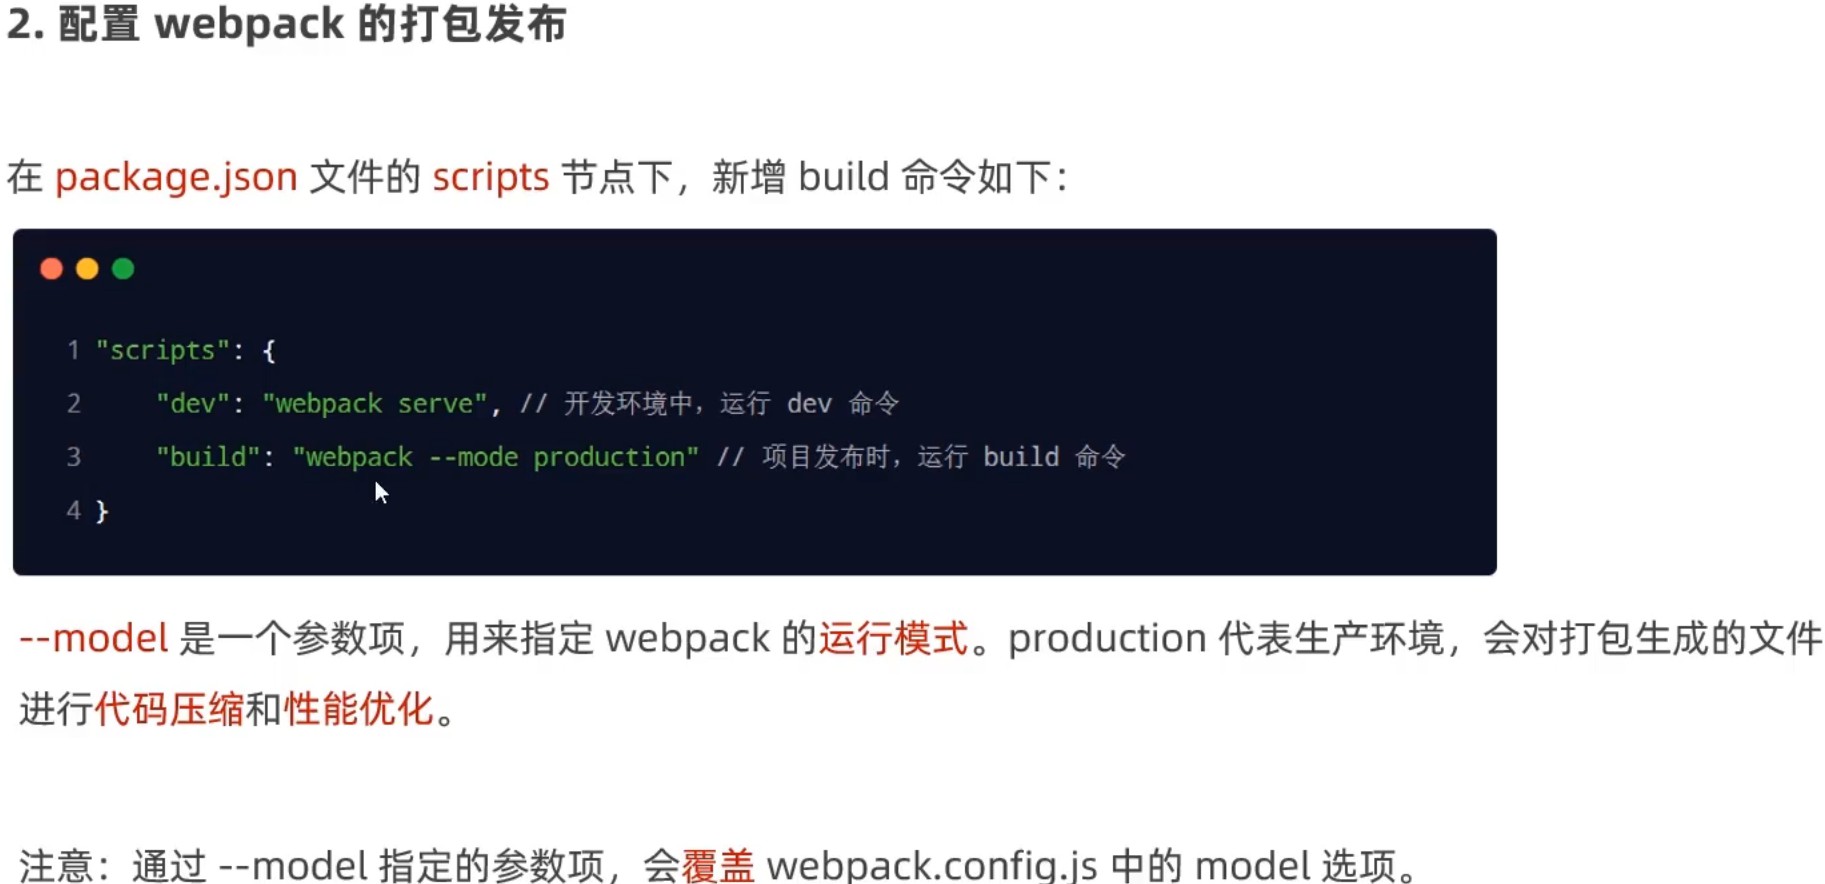 2. 配置 webpack 的打包发布
在 package.json 文件的 scripts 节点下，新增 build 命令如下：
1 "scripts": {
2     "dev": "webpack serve", // 开发环境中，运行 dev 命令
3     "build": "webpack --mode production" // 项目发布时，运行 build 命令
4 }
--model 是一个参数项，用来指定 webpack 的运行模式。production 代表生产环境，会对打包生成的文件
进行代码压缩和性能优化。
注意：通过 --model 指定的参数项，会覆盖 webpack.config.js 中的 model 选项。